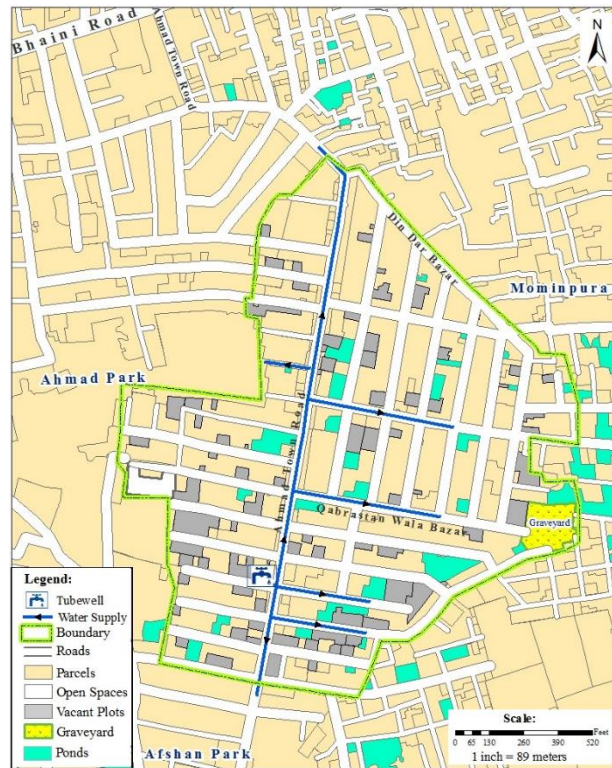 Bhaini Road
Ahmad Town Road
N
Din Dar Bazar
Mominpura
Ahmad Park
Ahmad Town Road
Qabrastan Wala Bazar
Graveyard
Legend:
Tubewell
Water Supply
Boundary
Roads
Parcels
Open Spaces
Vacant Plots
Graveyard
Ponds
Afshan Park
Scale:
Feet
0 65 130 260 390 520
1 inch = 89 meters